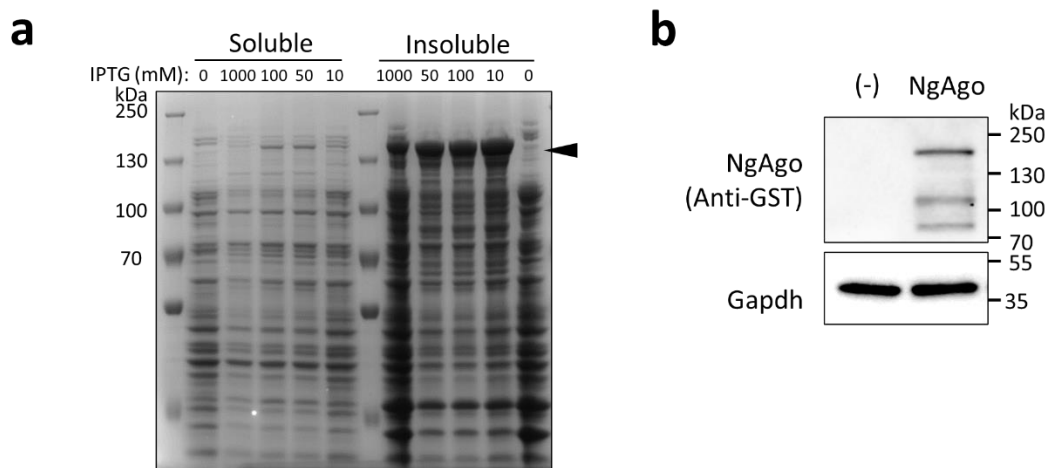 a
Soluble Insoluble
IPTG (mM): 0 1000 100 50 10 1000 50 100 10 0
kDa
250
130
100
70
b
(-) NgAgo
kDa
NgAgo
(Anti-GST)
250
130
100
70
Gapdh
55
35